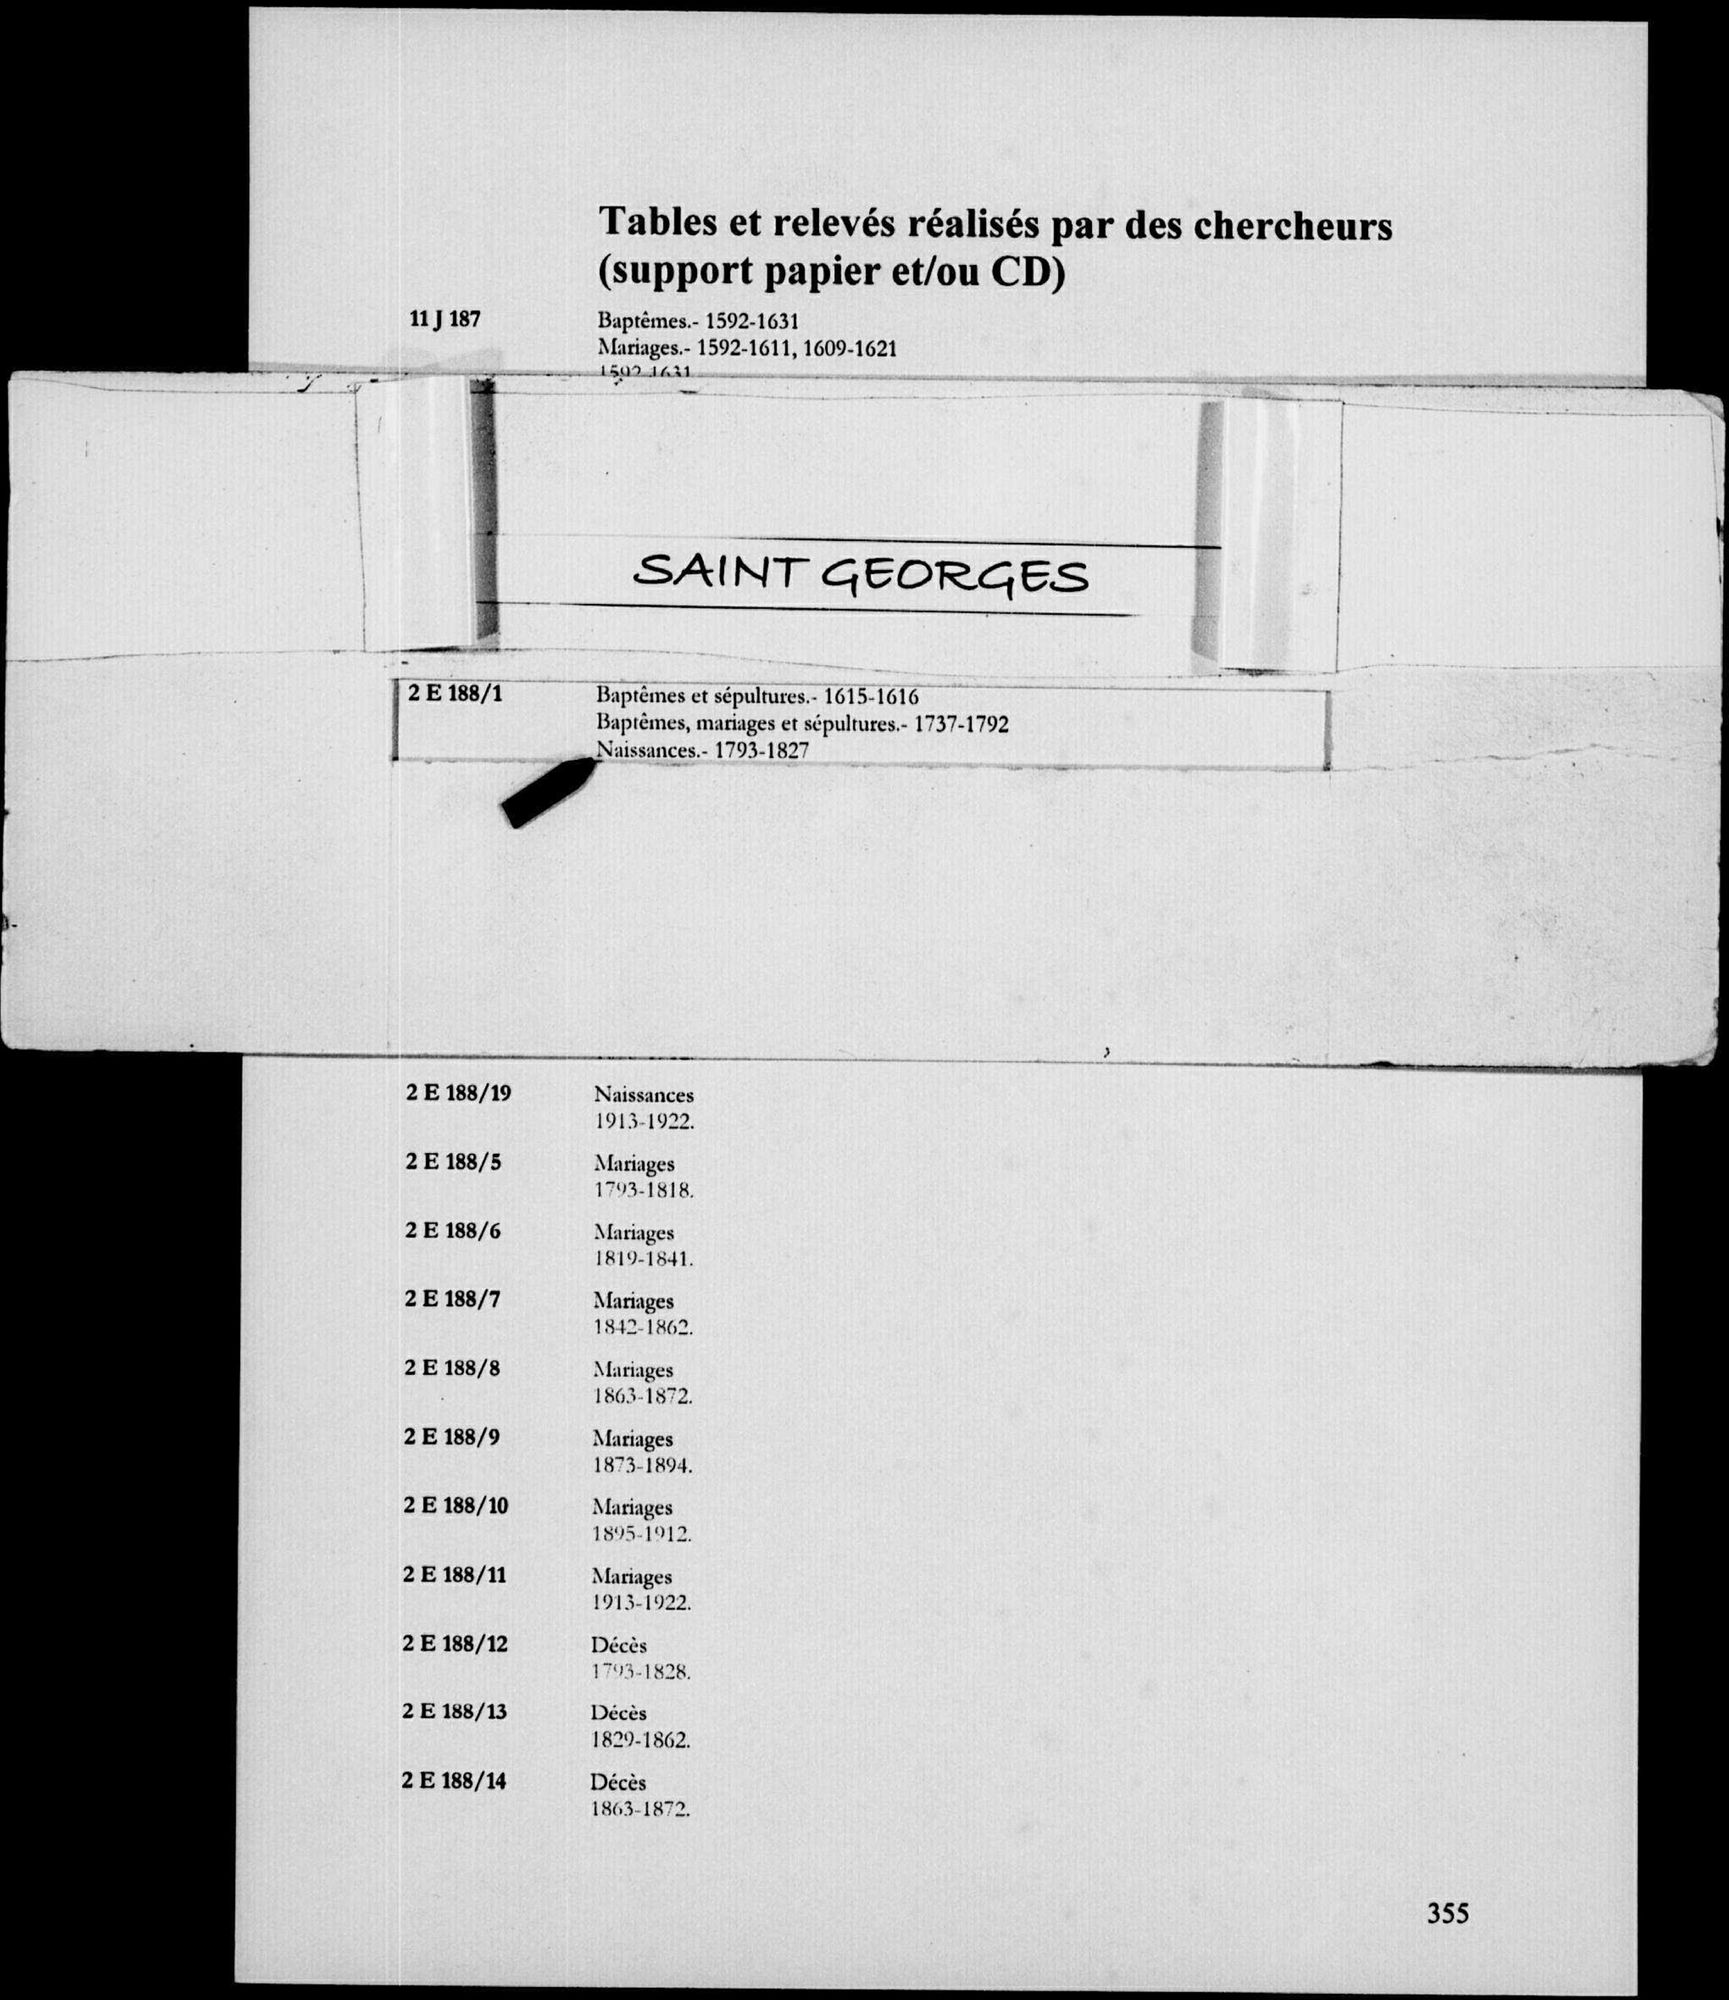 Tables et relevés réalisés par des chercheurs
(support papier et/ou CD)
11 J 187 Baptêmes.- 1592-1631
Mariages.- 1592-1611, 1609-1621
1592-1631
SAINT GEORGES
2 E 188/1 Baptêmes et sépultures.- 1615-1616
Baptêmes, mariages et sépultures.- 1737-1792
Naissances.- 1793-1827
2 E 188/19 Naissances
1913-1922.
2 E 188/5 Mariages
1793-1818.
2 E 188/6 Mariages
1819-1841.
2 E 188/7 Mariages
1842-1862.
2 E 188/8 Mariages
1863-1872.
2 E 188/9 Mariages
1873-1894.
2 E 188/10 Mariages
1895-1912.
2 E 188/11 Mariages
1913-1922.
2 E 188/12 Décès
1793-1828.
2 E 188/13 Décès
1829-1862.
2 E 188/14 Décès
1863-1872.
355